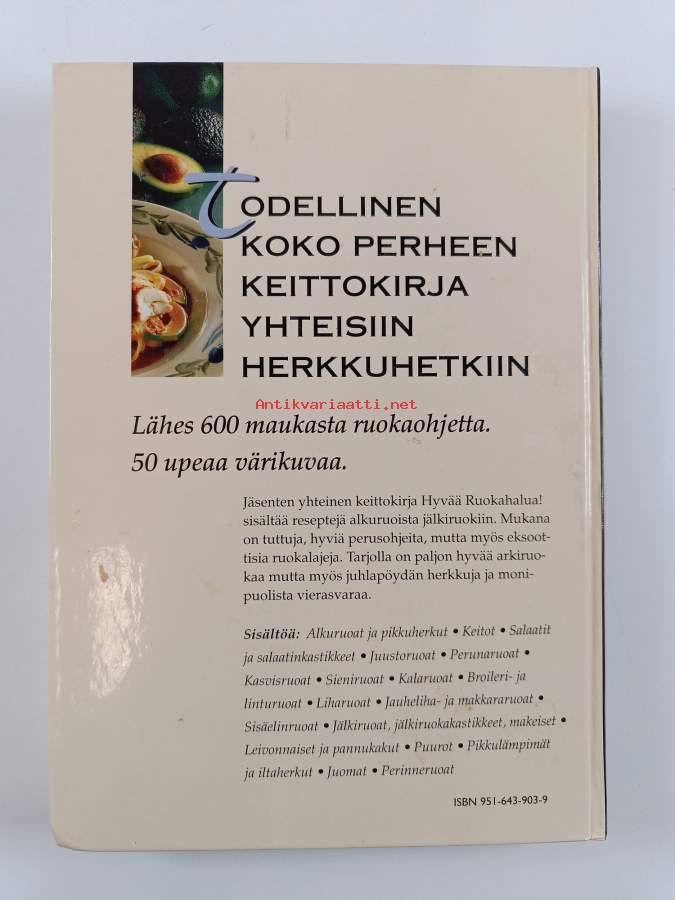 TODELLINEN
KOKO PERHEEN
KEITTOKIRJA
YHTEISIIN
HERKKUHETKIIN
Antikvariaatti.net
Lähes 600 maukasta ruokaohjetta.
50 upeaa värikuvaa.
Jäsenten yhteinen keittokirja Hyvää Ruokahalua!
sisältää reseptejä alkuruoista jälkiruokiin. Mukana
on tuttuja, hyviä perusohjeita, mutta myös eksoot-
tisia ruokalajeja. Tarjolla on paljon hyvää arkiruo-
kaa mutta myös juhlapöydän herkkuja ja moni-
puolista vierasvaraa.
Sisältöä: Alkuruoat ja pikkuherkut • Keitot • Salaatit
ja salaatinkastikkeet • Juustoruoat • Perunaruoat •
Kasvisruoat • Sieniruoat • Kalaruoat • Broileri- ja
linturuoat • Liharuoat • Jauheliha- ja makkararuoat •
Sisäelinruoat • Jälkiruoat, jälkiruokakastikkeet, makeiset •
Leivonnaiset ja pannukakut • Puurot • Pikkulämpimät
ja iltaherkut • Juomat • Perinneruoat
ISBN 951-643-903-9